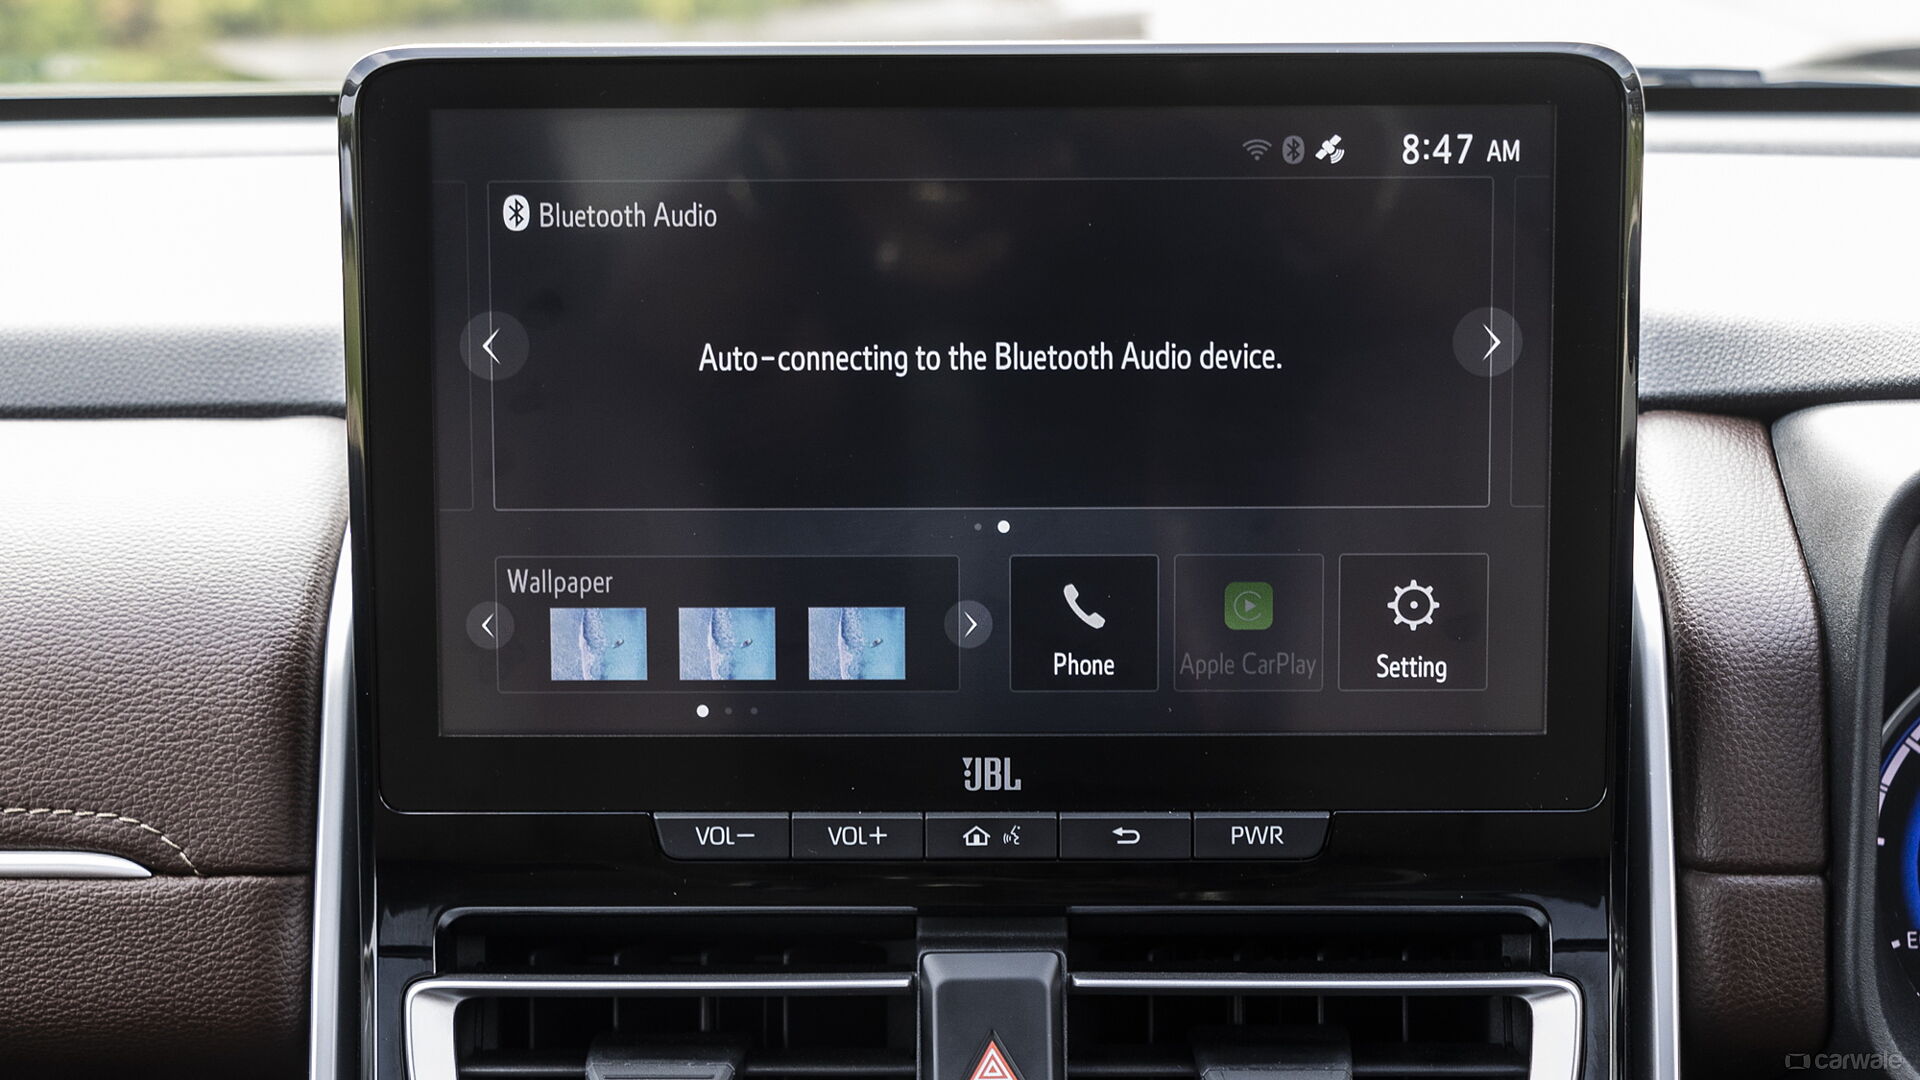 8:47 AM
Bluetooth Audio
Auto-connecting to the Bluetooth Audio device.
Wallpaper
Phone
Apple CarPlay
Setting
JBL
VOL− VOL+ PWR
carwale